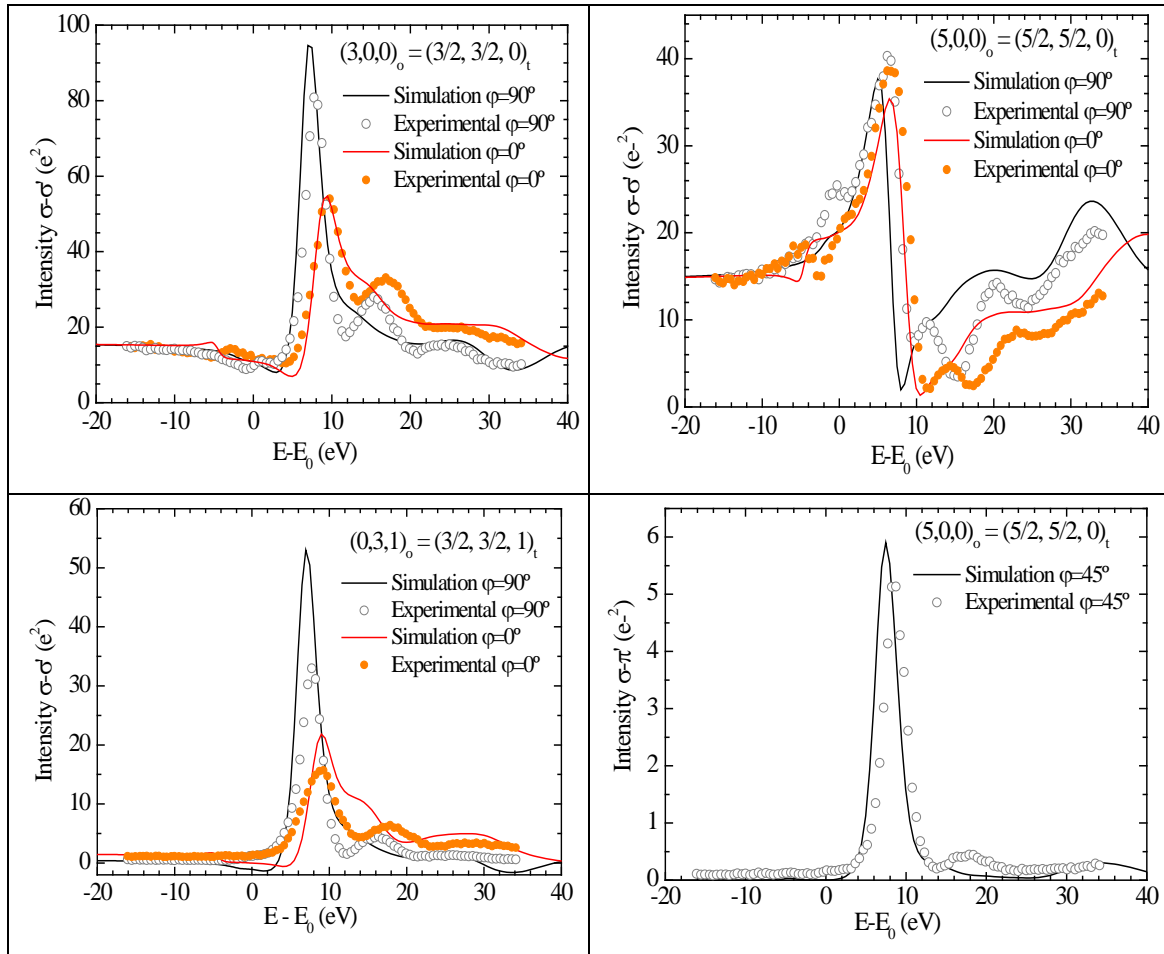 100
80
60
40
20
0
Intensity σ-σ' (e²)
(3,0,0)ₒ = (3/2, 3/2, 0)ₜ
Simulation φ=90º
Experimental φ=90º
Simulation φ=0º
Experimental φ=0º
-20 -10 0 10 20 30 40
E-E₀ (eV)
40
30
20
10
0
Intensity σ-σ' (e-²)
(5,0,0)ₒ = (5/2, 5/2, 0)ₜ
Simulation φ=90º
Experimental φ=90º
Simulation φ=0º
Experimental φ=0º
-20 -10 0 10 20 30 40
E-E₀ (eV)
60
50
40
30
20
10
0
Intensity σ-σ' (e²)
(0,3,1)ₒ = (3/2, 3/2, 1)ₜ
Simulation φ=90º
Experimental φ=90º
Simulation φ=0º
Experimental φ=0º
-20 -10 0 10 20 30 40
E - E₀ (eV)
6
5
4
3
2
1
0
Intensity σ-π' (e-²)
(5,0,0)ₒ = (5/2, 5/2, 0)ₜ
Simulation φ=45º
Experimental φ=45º
-20 -10 0 10 20 30 40
E-E₀ (eV)